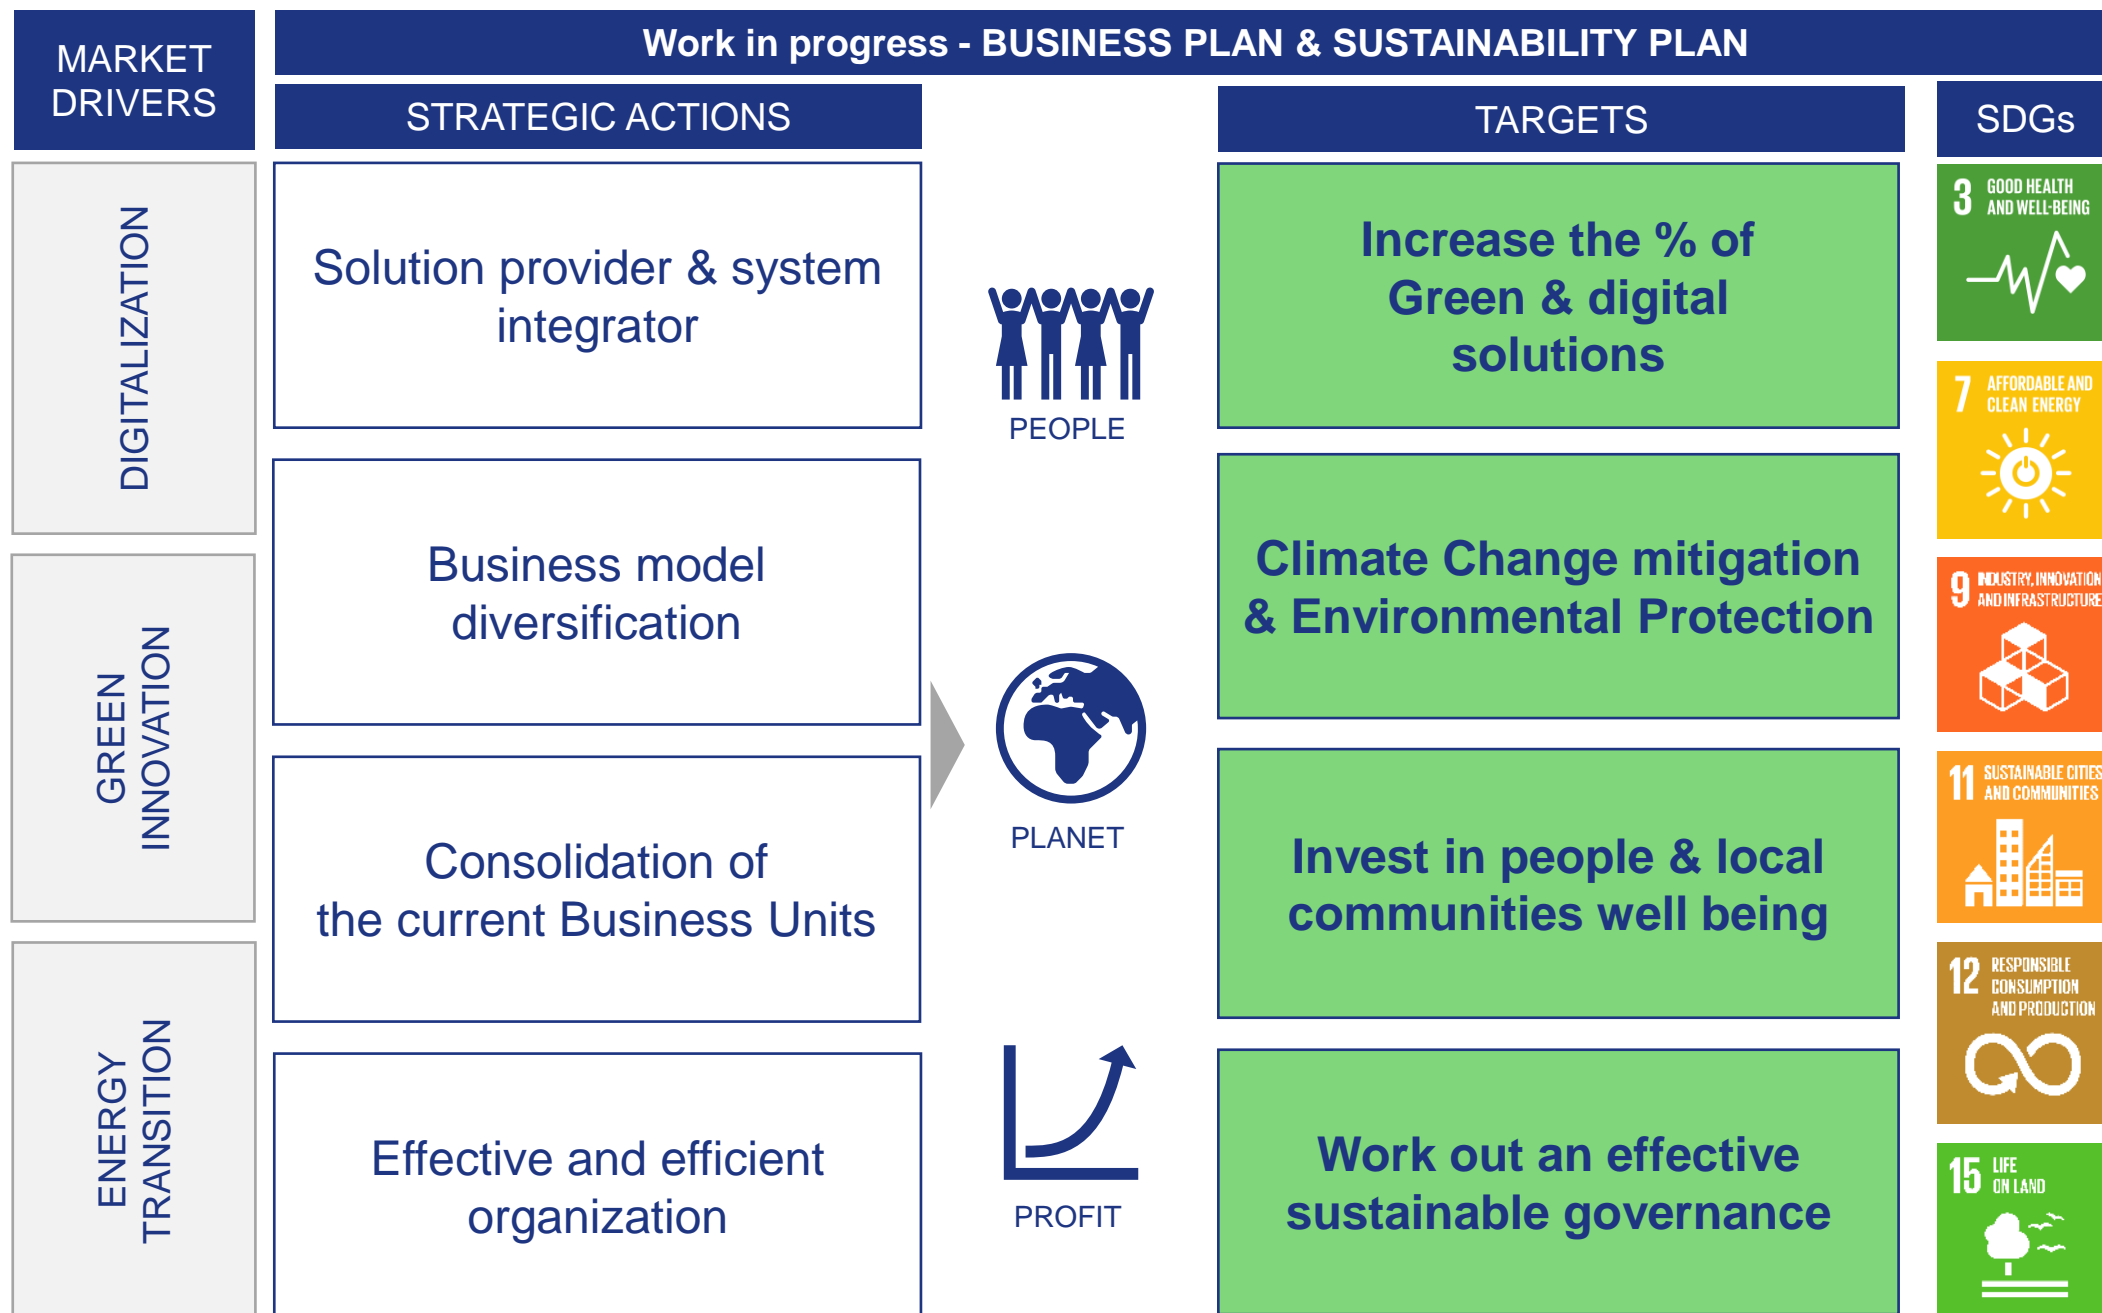 MARKET
DRIVERS
Work in progress - BUSINESS PLAN & SUSTAINABILITY PLAN
STRATEGIC ACTIONS
TARGETS
SDGs
DIGITALIZATION
GREEN
INNOVATION
ENERGY
TRANSITION
Solution provider & system
integrator
Business model
diversification
Consolidation of
the current Business Units
Effective and efficient
organization
PEOPLE
PLANET
PROFIT
Increase the % of
Green & digital
solutions
Climate Change mitigation
& Environmental Protection
Invest in people & local
communities well being
Work out an effective
sustainable governance
3 GOOD HEALTH
AND WELL-BEING
7 AFFORDABLE AND
CLEAN ENERGY
9 INDUSTRY, INNOVATION
AND INFRASTRUCTURE
11 SUSTAINABLE CITIES
AND COMMUNITIES
12 RESPONSIBLE
CONSUMPTION
AND PRODUCTION
15 LIFE
ON LAND